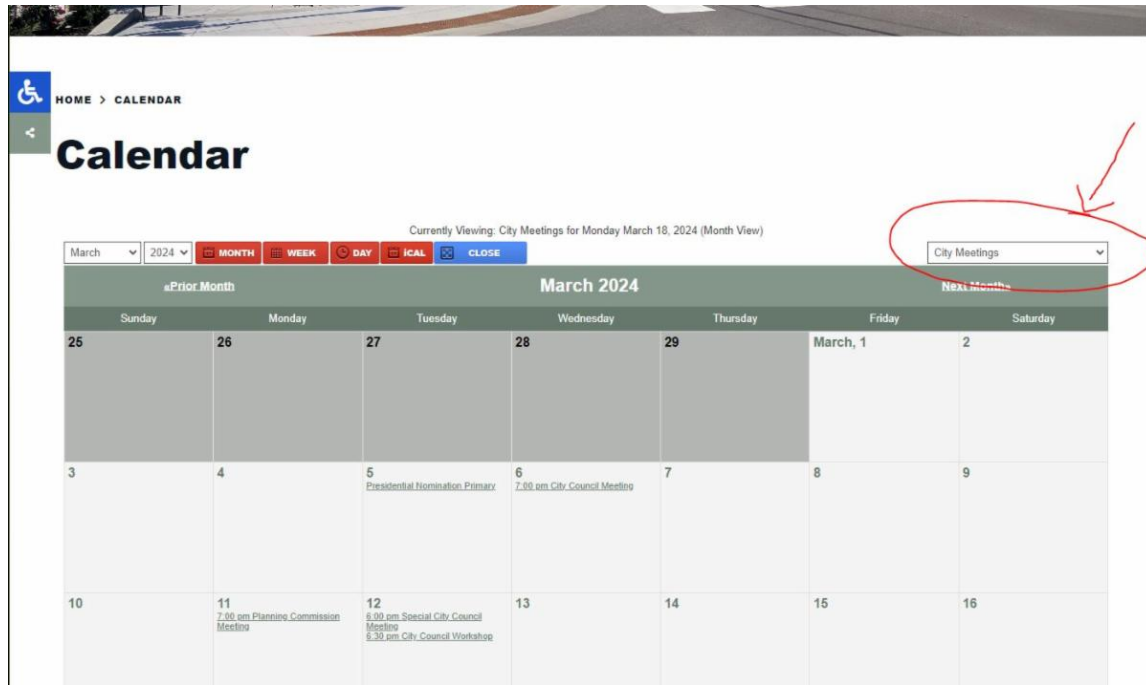 HOME > CALENDAR
Calendar
Currently Viewing: City Meetings for Monday March 18, 2024 (Month View)
March 2024 MONTH WEEK DAY iCAL CLOSE City Meetings
«Prior Month March 2024 Next Month»
Sunday Monday Tuesday Wednesday Thursday Friday Saturday
25 26 27 28 29 March, 1 2
3 4 5 6 7 8 9
Presidential Nomination Primary 7:00 pm City Council Meeting
10 11 12 13 14 15 16
7:00 pm Planning Commission 6:00 pm Special City Council
Meeting Meeting
6:30 pm City Council Workshop